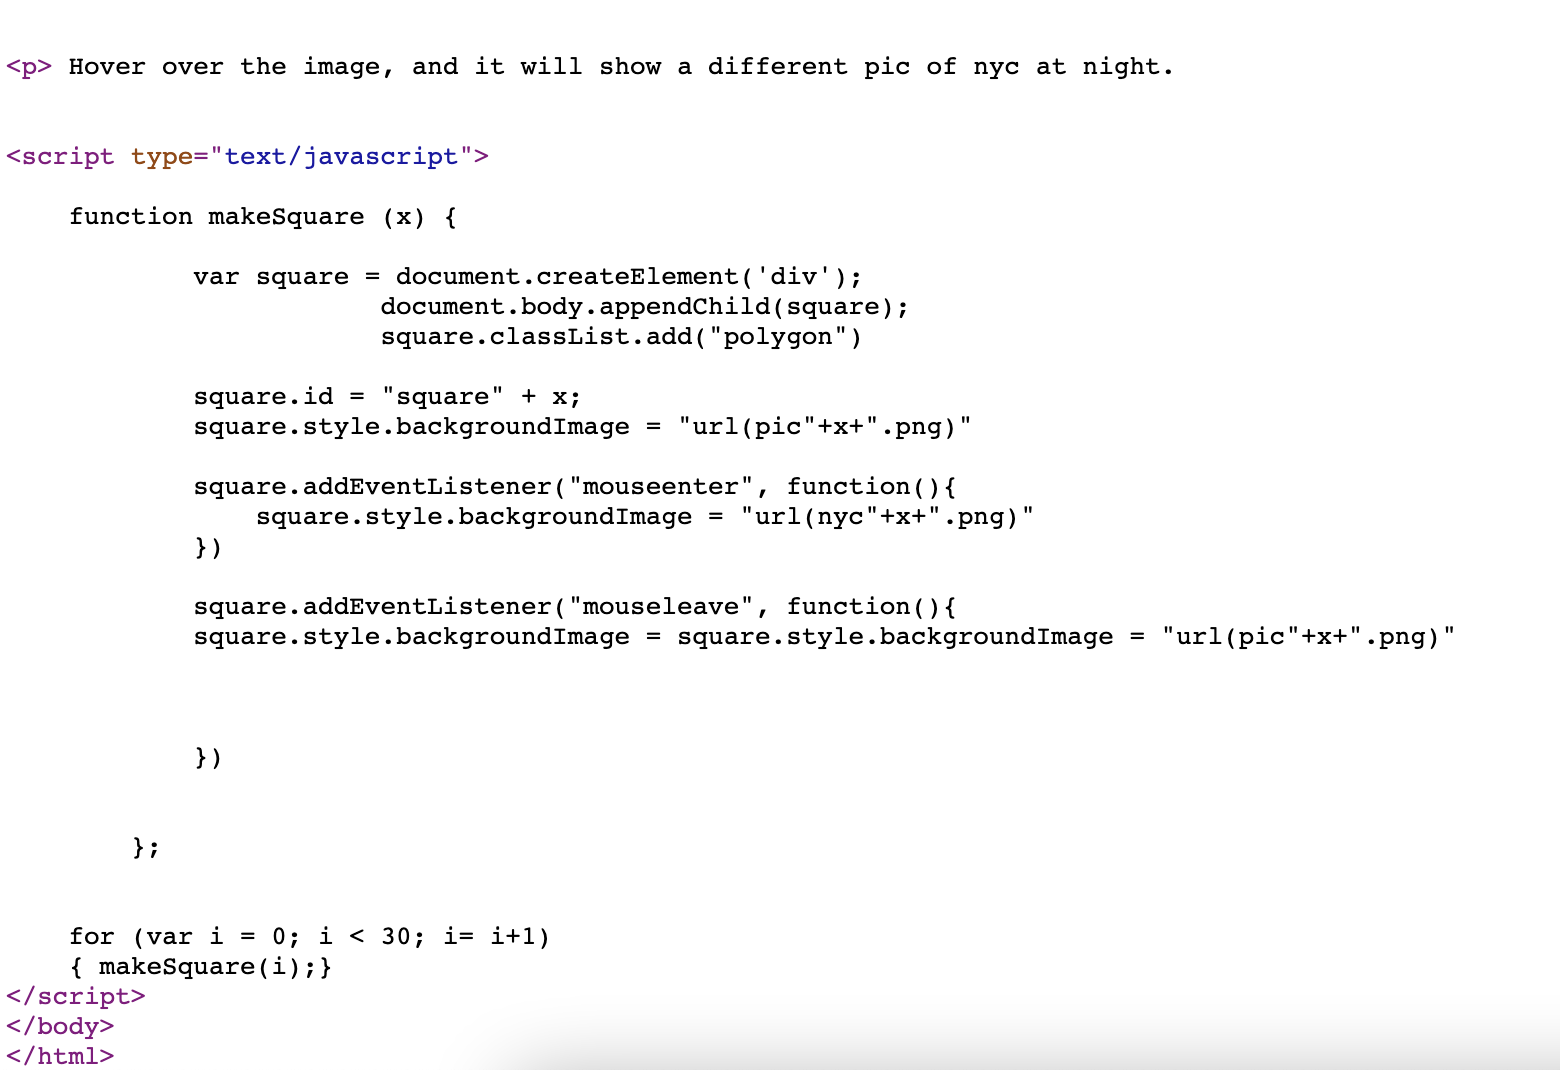 <p> Hover over the image, and it will show a different pic of nyc at night.
<script type="text/javascript">
function makeSquare (x) {
var square = document.createElement('div');
document.body.appendChild(square);
square.classList.add("polygon")
square.id = "square" + x;
square.style.backgroundImage = "url(pic"+x+".png)"
square.addEventListener("mouseenter", function(){
square.style.backgroundImage = "url(nyc"+x+".png)"
})
square.addEventListener("mouseleave", function(){
square.style.backgroundImage = square.style.backgroundImage = "url(pic"+x+".png)"
})
};
for (var i = 0; i < 30; i= i+1)
{ makeSquare(i);}
</script>
</body>
</html>